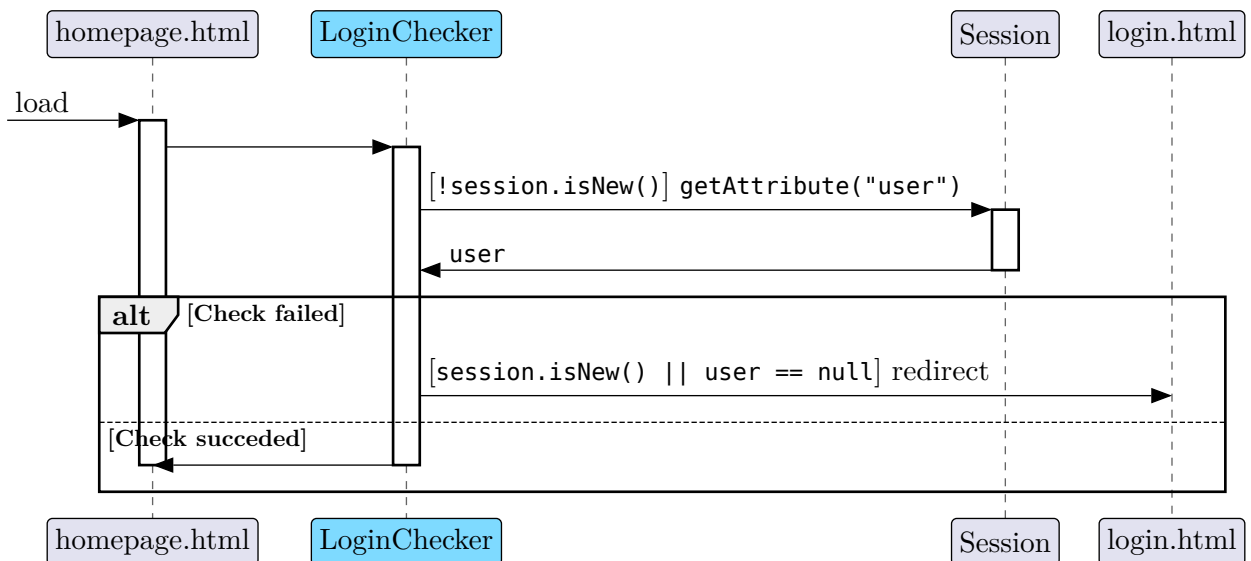 homepage.html LoginChecker Session login.html
load
[!session.isNew()] getAttribute("user")
user
alt [Check failed]
[session.isNew() || user == null] redirect
[Check succeded]
homepage.html LoginChecker Session login.html